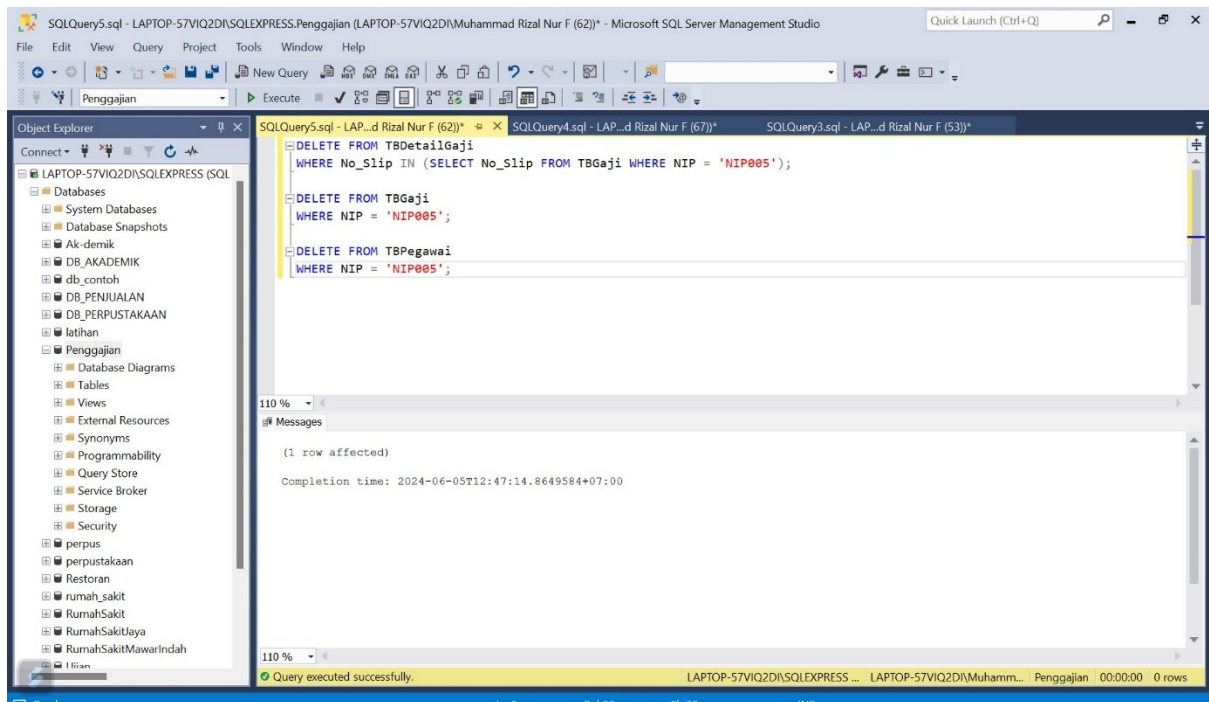 SQLQuery5.sql - LAPTOP-57VIQ2DI\SQLEXPRESS.Penggajian (LAPTOP-57VIQ2DI\Muhammad Rizal Nur F (62))* - Microsoft SQL Server Management Studio
Quick Launch (Ctrl+Q)
File Edit View Query Project Tools Window Help
New Query
Penggajian
Execute
Object Explorer
SQLQuery5.sql - LAP...d Rizal Nur F (62))*
SQLQuery4.sql - LAP...d Rizal Nur F (67))*
SQLQuery3.sql - LAP...d Rizal Nur F (53))*
Connect
LAPTOP-57VIQ2DI\SQLEXPRESS (SQL
Databases
System Databases
Database Snapshots
Ak-demik
DB_AKADEMIK
db_contoh
DB_PENJUALAN
DB_PERPUSTAKAAN
latihan
Penggajian
Database Diagrams
Tables
Views
External Resources
Synonyms
Programmability
Query Store
Service Broker
Storage
Security
perpus
perpustakaan
Restoran
rumah_sakit
RumahSakit
RumahSakitJaya
RumahSakitMawarIndah
DELETE FROM TBDetailGaji
WHERE No_Slip IN (SELECT No_Slip FROM TBGaji WHERE NIP = 'NIP005');
DELETE FROM TBGaji
WHERE NIP = 'NIP005';
DELETE FROM TBPegawai
WHERE NIP = 'NIP005';
110 %
Messages
(1 row affected)
Completion time: 2024-06-05T12:47:14.8649584+07:00
110 %
Query executed successfully.
LAPTOP-57VIQ2DI\SQLEXPRESS ...
LAPTOP-57VIQ2DI\Muhamm...
Penggajian
00:00:00
0 rows